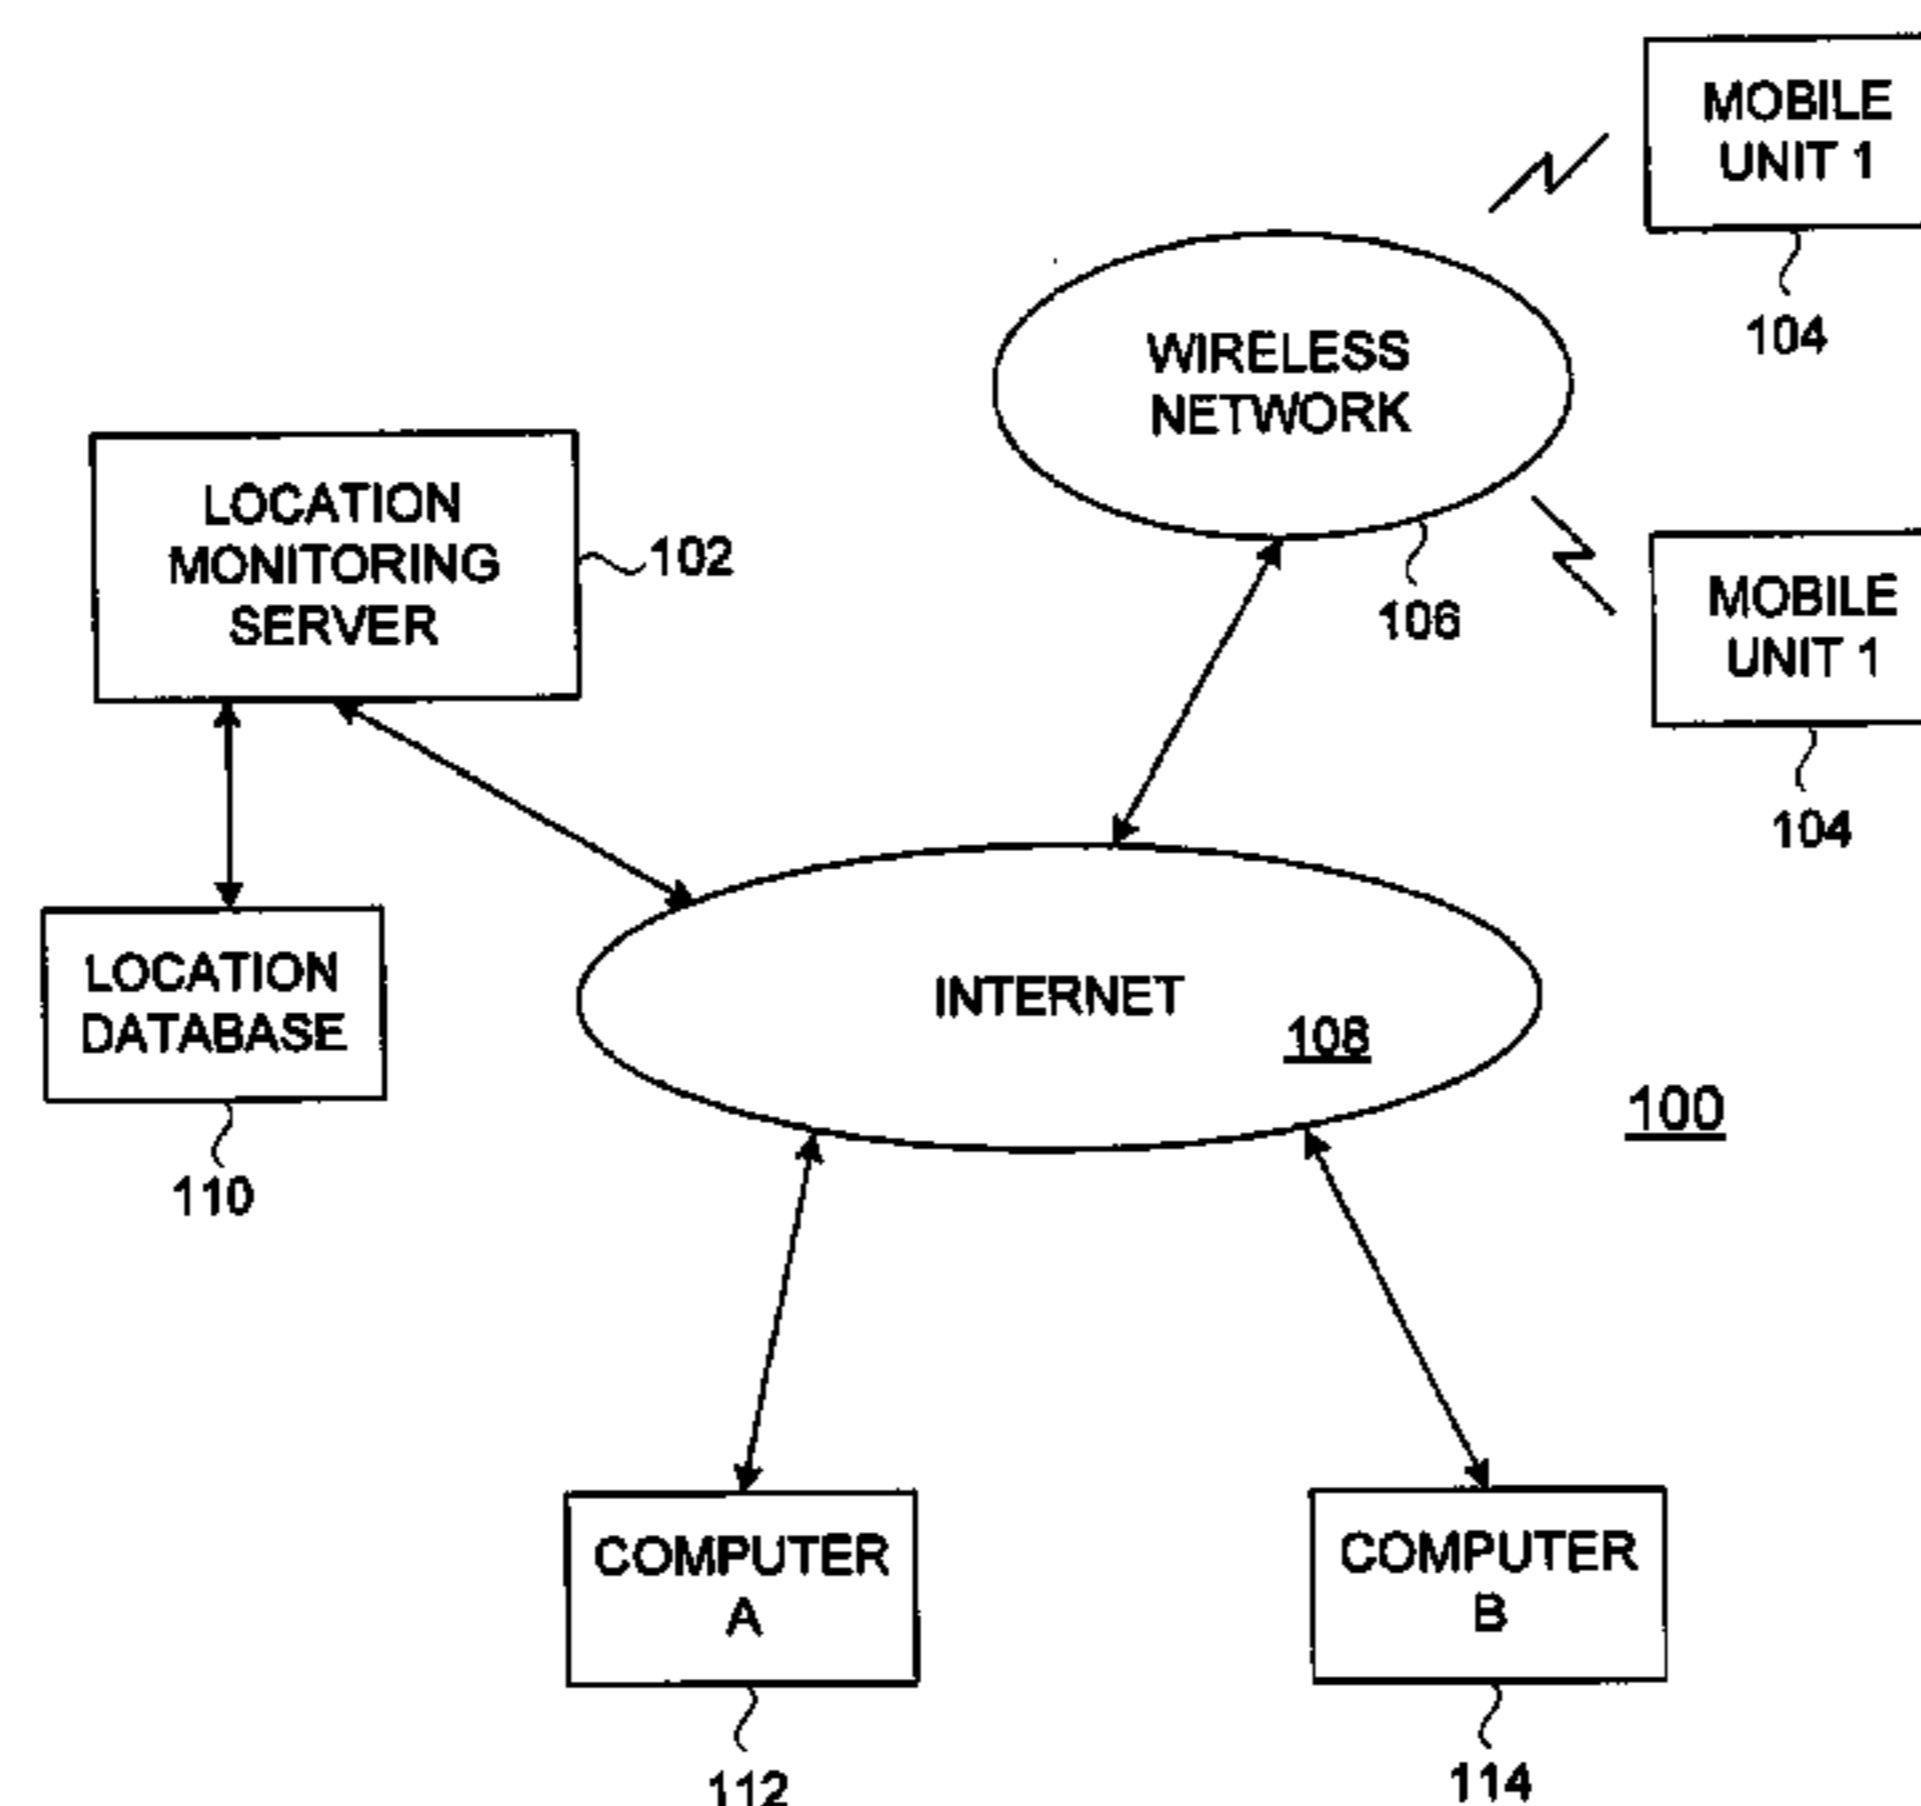 MOBILE
UNIT 1
104
WIRELESS
NETWORK
106
LOCATION
MONITORING
SERVER
102
MOBILE
UNIT 1
104
LOCATION
DATABASE
110
INTERNET
108
100
COMPUTER
A
112
COMPUTER
B
114